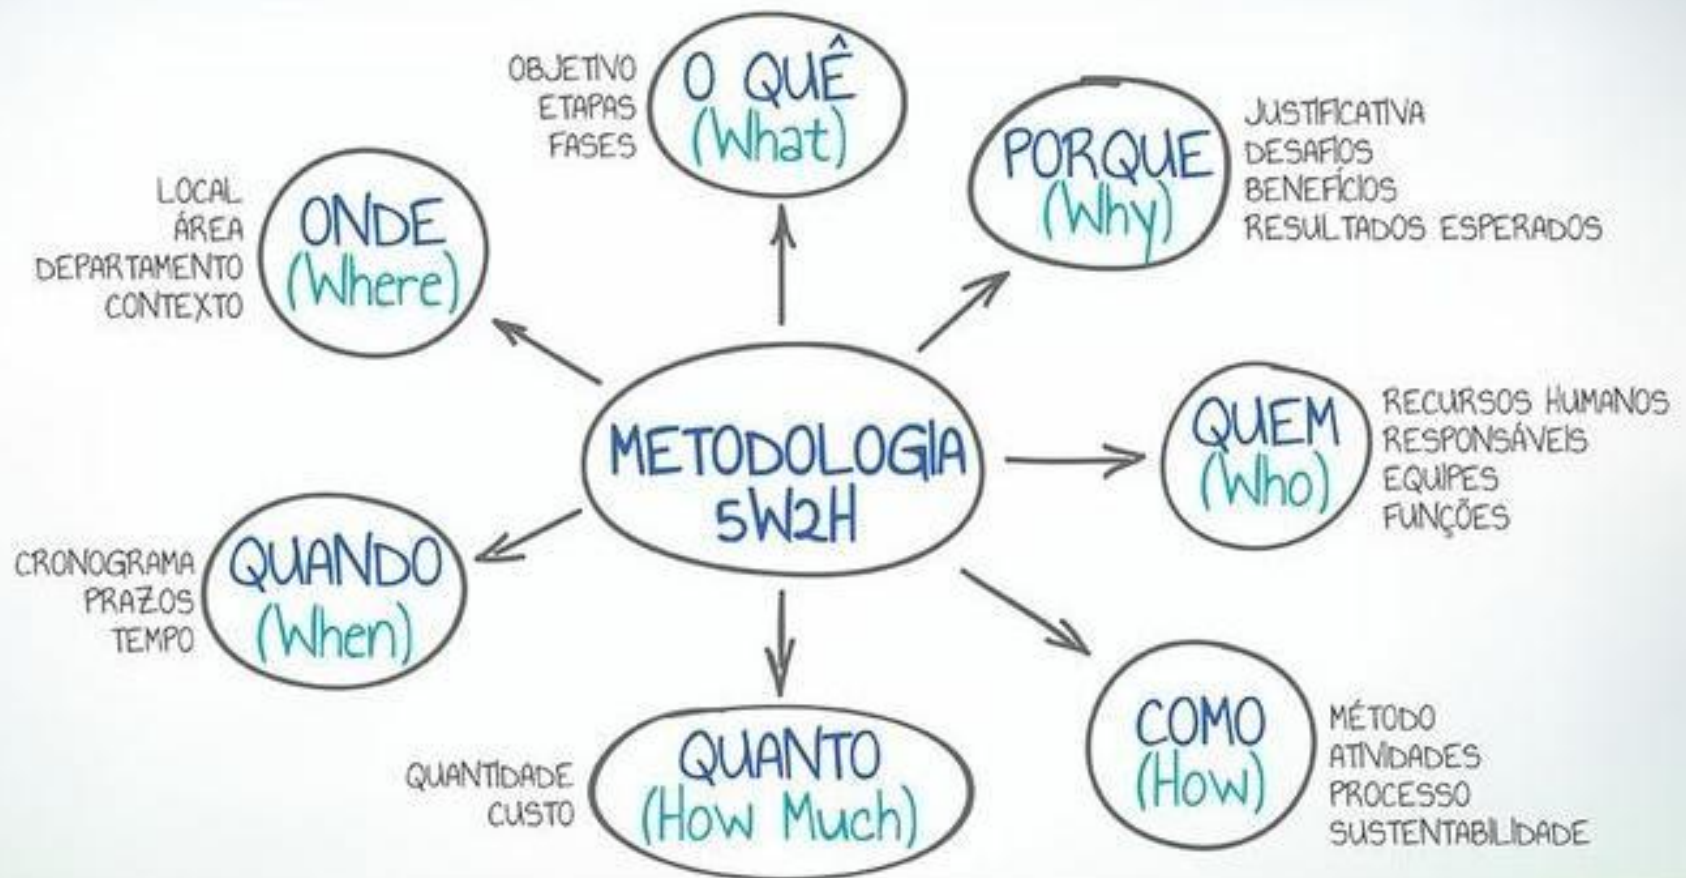 OBJETIVO
ETAPAS
FASES
O QUÊ
(What)
PORQUE
(Why)
JUSTIFICATIVA
DESAFIOS
BENEFÍCIOS
RESULTADOS ESPERADOS
LOCAL
ÁREA
DEPARTAMENTO
CONTEXTO
ONDE
(Where)
METODOLOGIA
5W2H
QUEM
(Who)
RECURSOS HUMANOS
RESPONSÁVEIS
EQUIPES
FUNÇÕES
CRONOGRAMA
PRAZOS
TEMPO
QUANDO
(When)
QUANTIDADE
CUSTO
QUANTO
(How Much)
COMO
(How)
MÉTODO
ATIVIDADES
PROCESSO
SUSTENTABILIDADE